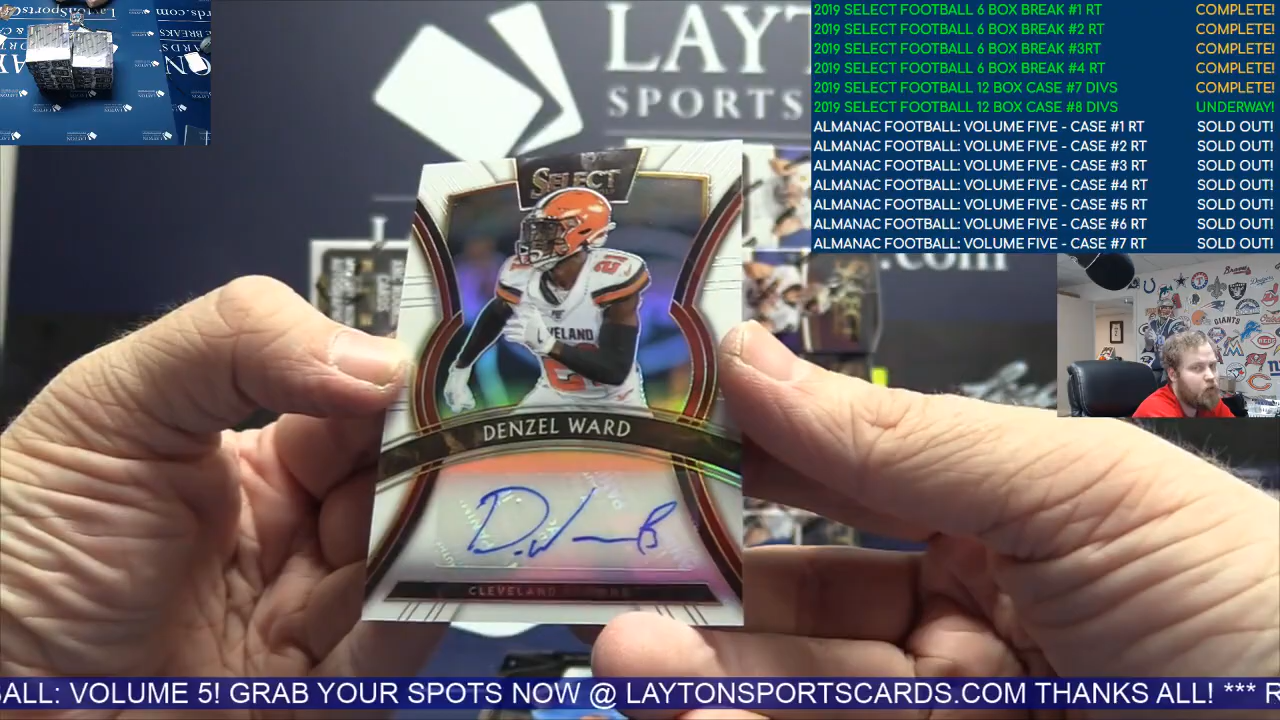 LAYT
SPORTS
.com
2019 SELECT FOOTBALL 6 BOX BREAK #1 RT COMPLETE!
2019 SELECT FOOTBALL 6 BOX BREAK #2 RT COMPLETE!
2019 SELECT FOOTBALL 6 BOX BREAK #3RT COMPLETE!
2019 SELECT FOOTBALL 6 BOX BREAK #4 RT COMPLETE!
2019 SELECT FOOTBALL 12 BOX CASE #7 DIVS COMPLETE!
2019 SELECT FOOTBALL 12 BOX CASE #8 DIVS UNDERWAY!
ALMANAC FOOTBALL: VOLUME FIVE - CASE #1 RT SOLD OUT!
ALMANAC FOOTBALL: VOLUME FIVE - CASE #2 RT SOLD OUT!
ALMANAC FOOTBALL: VOLUME FIVE - CASE #3 RT SOLD OUT!
ALMANAC FOOTBALL: VOLUME FIVE - CASE #4 RT SOLD OUT!
ALMANAC FOOTBALL: VOLUME FIVE - CASE #5 RT SOLD OUT!
ALMANAC FOOTBALL: VOLUME FIVE - CASE #6 RT SOLD OUT!
ALMANAC FOOTBALL: VOLUME FIVE - CASE #7 RT SOLD OUT!
SELECT
21
DENZEL WARD
CLEVELAND
Braves
GIANTS
BALL: VOLUME 5! GRAB YOUR SPOTS NOW @ LAYTONSPORTSCARDS.COM THANKS ALL! *** R